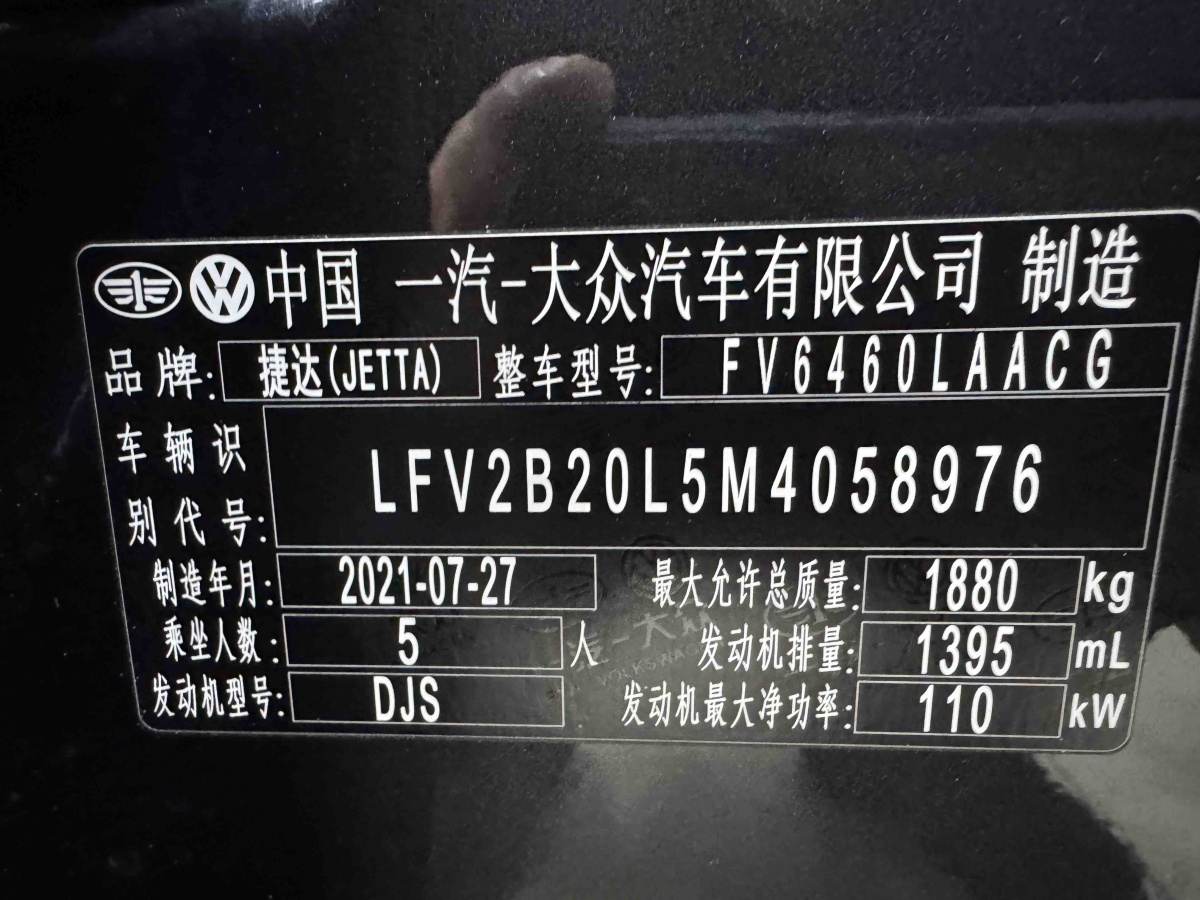 中国 一汽-大众汽车有限公司 制造
品牌: 捷达(JETTA) 整车型号: FV6460LAACG
车辆识别代号: LFV2B20L5M4058976
制造年月: 2021-07-27 最大允许总质量: 1880 kg
乘坐人数: 5 人 发动机排量: 1395 mL
发动机型号: DJS 发动机最大净功率: 110 kW